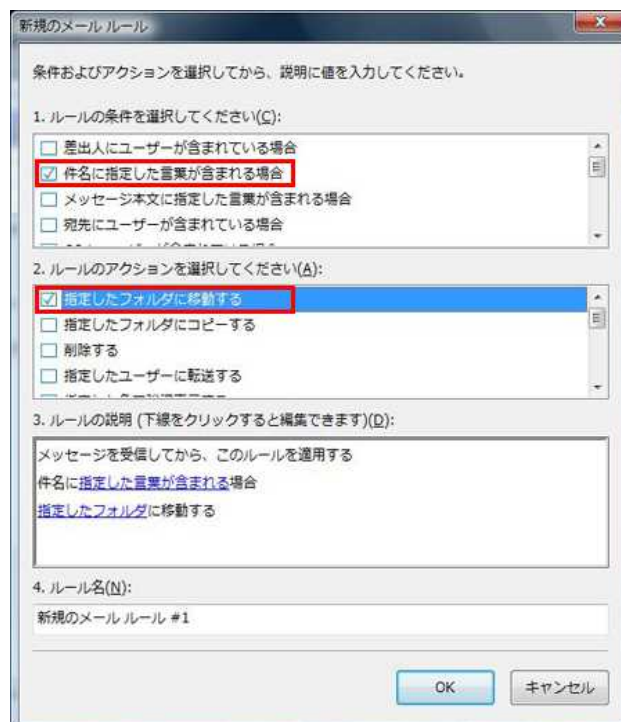 新規のメール ルール
条件およびアクションを選択してから、説明に値を入力してください。
1. ルールの条件を選択してください(C):
差出人にユーザーが含まれている場合
件名に指定した言葉が含まれる場合
メッセージ本文に指定した言葉が含まれる場合
宛先にユーザーが含まれている場合
2. ルールのアクションを選択してください(A):
指定したフォルダに移動する
指定したフォルダにコピーする
削除する
指定したユーザーに転送する
3. ルールの説明 (下線をクリックすると編集できます)(D):
メッセージを受信してから、このルールを適用する
件名に指定した言葉が含まれる場合
指定したフォルダに移動する
4. ルール名(N):
新規のメール ルール #1
OK キャンセル